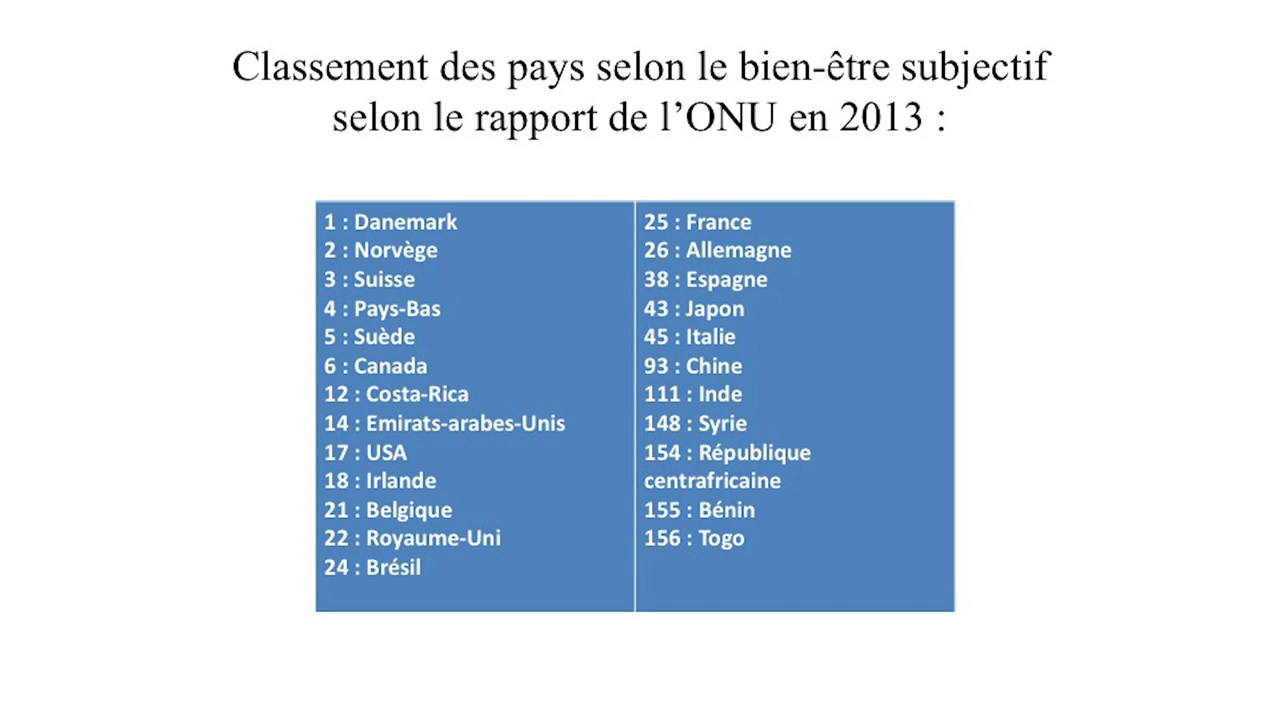 Classement des pays selon le bien-être subjectif
selon le rapport de l’ONU en 2013 :
1 : Danemark
2 : Norvège
3 : Suisse
4 : Pays-Bas
5 : Suède
6 : Canada
12 : Costa-Rica
14 : Emirats-arabes-Unis
17 : USA
18 : Irlande
21 : Belgique
22 : Royaume-Uni
24 : Brésil
25 : France
26 : Allemagne
38 : Espagne
43 : Japon
45 : Italie
93 : Chine
111 : Inde
148 : Syrie
154 : République
centrafricaine
155 : Bénin
156 : Togo